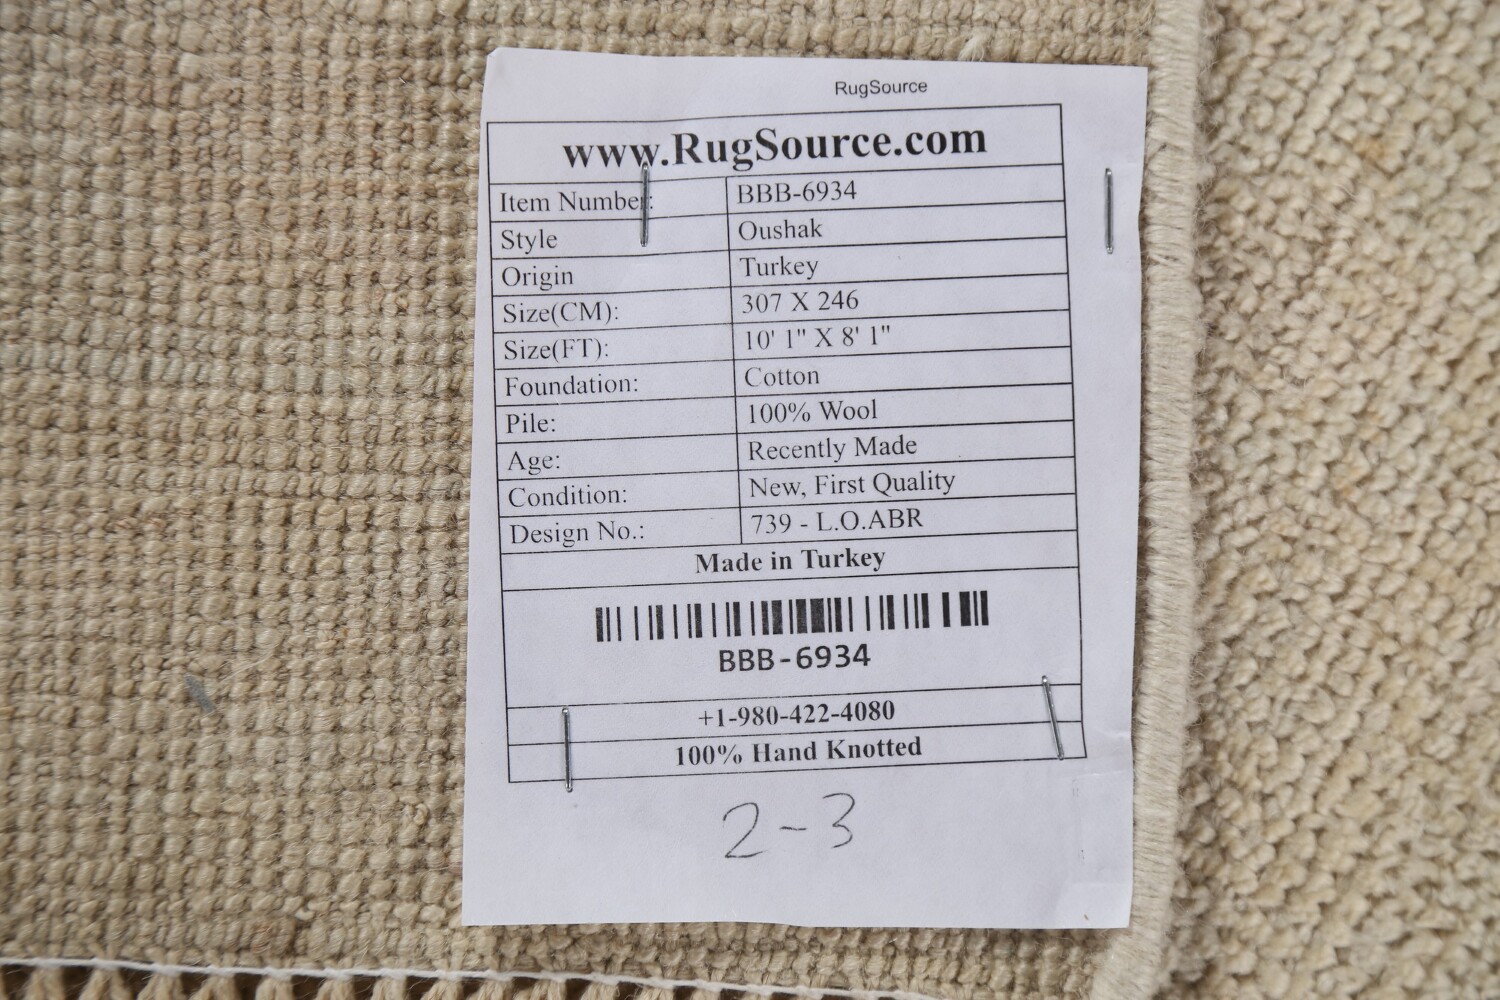 RugSource
www.RugSource.com
Item Number: BBB-6934
Style Oushak
Origin Turkey
Size(CM): 307 X 246
Size(FT): 10' 1" X 8' 1"
Foundation: Cotton
Pile: 100% Wool
Age: Recently Made
Condition: New, First Quality
Design No.: 739 - L.O.ABR
Made in Turkey
BBB-6934
+1-980-422-4080
100% Hand Knotted
2-3